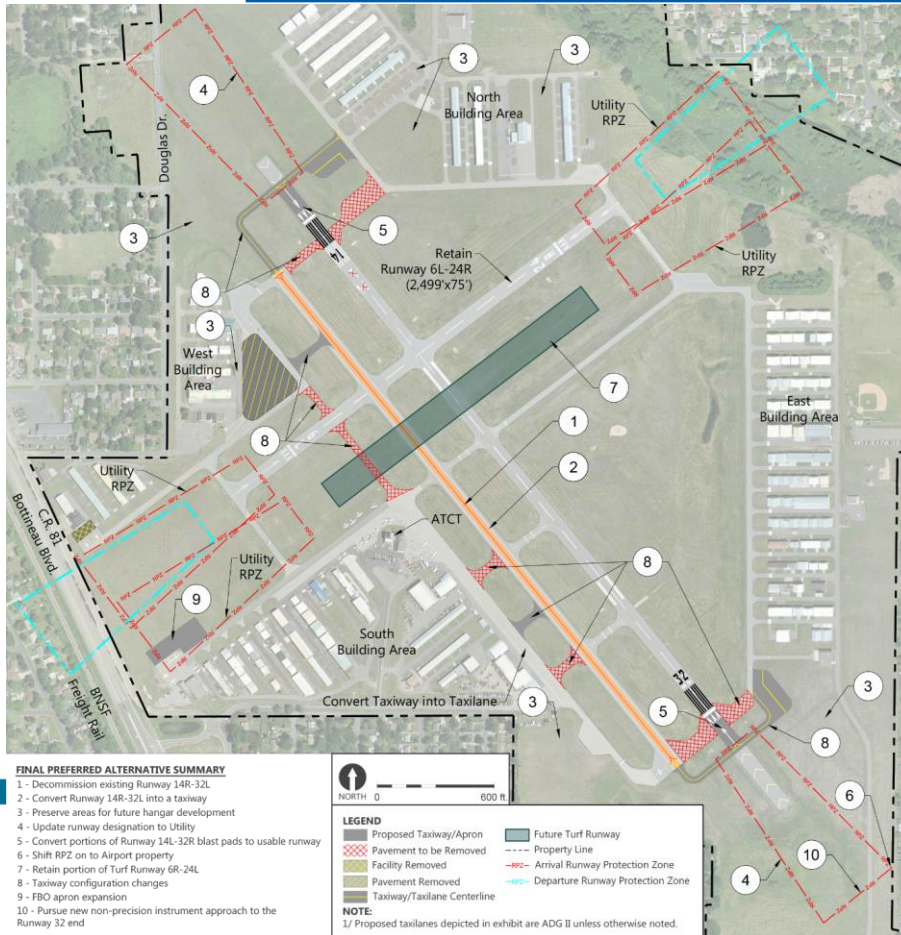 4
3
3
North
Building Area
Utility
RPZ
Douglas Dr.
5
3
Retain
Runway 6L-24R
(2,499'x75')
Utility
RPZ
14
8
3
West
Building
Area
7
East
Building Area
1
8
2
Utility
RPZ
ATCT
C.R. 81
Bottineau Blvd.
Utility
RPZ
8
9
South
Building Area
32
Convert Taxiway into Taxilane
3
5
3
8
BNSF
Freight Rail
6
10
4
FINAL PREFERRED ALTERNATIVE SUMMARY
1 - Decommission existing Runway 14R-32L
2 - Convert Runway 14R-32L into a taxiway
3 - Preserve areas for future hangar development
4 - Update runway designation to Utility
5 - Convert portions of Runway 14L-32R blast pads to usable runway
6 - Shift RPZ on to Airport property
7 - Retain portion of Turf Runway 6R-24L
8 - Taxiway configuration changes
9 - FBO apron expansion
10 - Pursue new non-precision instrument approach to the
Runway 32 end
NORTH 0 600 ft.
LEGEND
Proposed Taxiway/Apron
Pavement to be Removed
Facility Removed
Pavement Removed
Taxiway/Taxilane Centerline
Future Turf Runway
Property Line
RPZ Arrival Runway Protection Zone
RPZ Departure Runway Protection Zone
NOTE:
1/ Proposed taxilanes depicted in exhibit are ADG II unless otherwise noted.